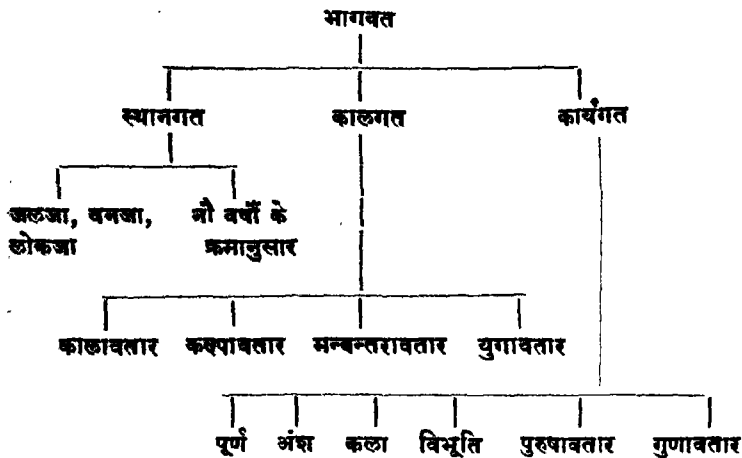 भागवत
स्थानगत कालगत कार्यगत
जलजा, वनजा, नौ वर्षों के
लोकजा क्रमानुसार
कालावतार कल्पावतार मन्वन्तरावतार युगावतार
पूर्ण अंश कला विभूति पुरुषावतार गुणावतार